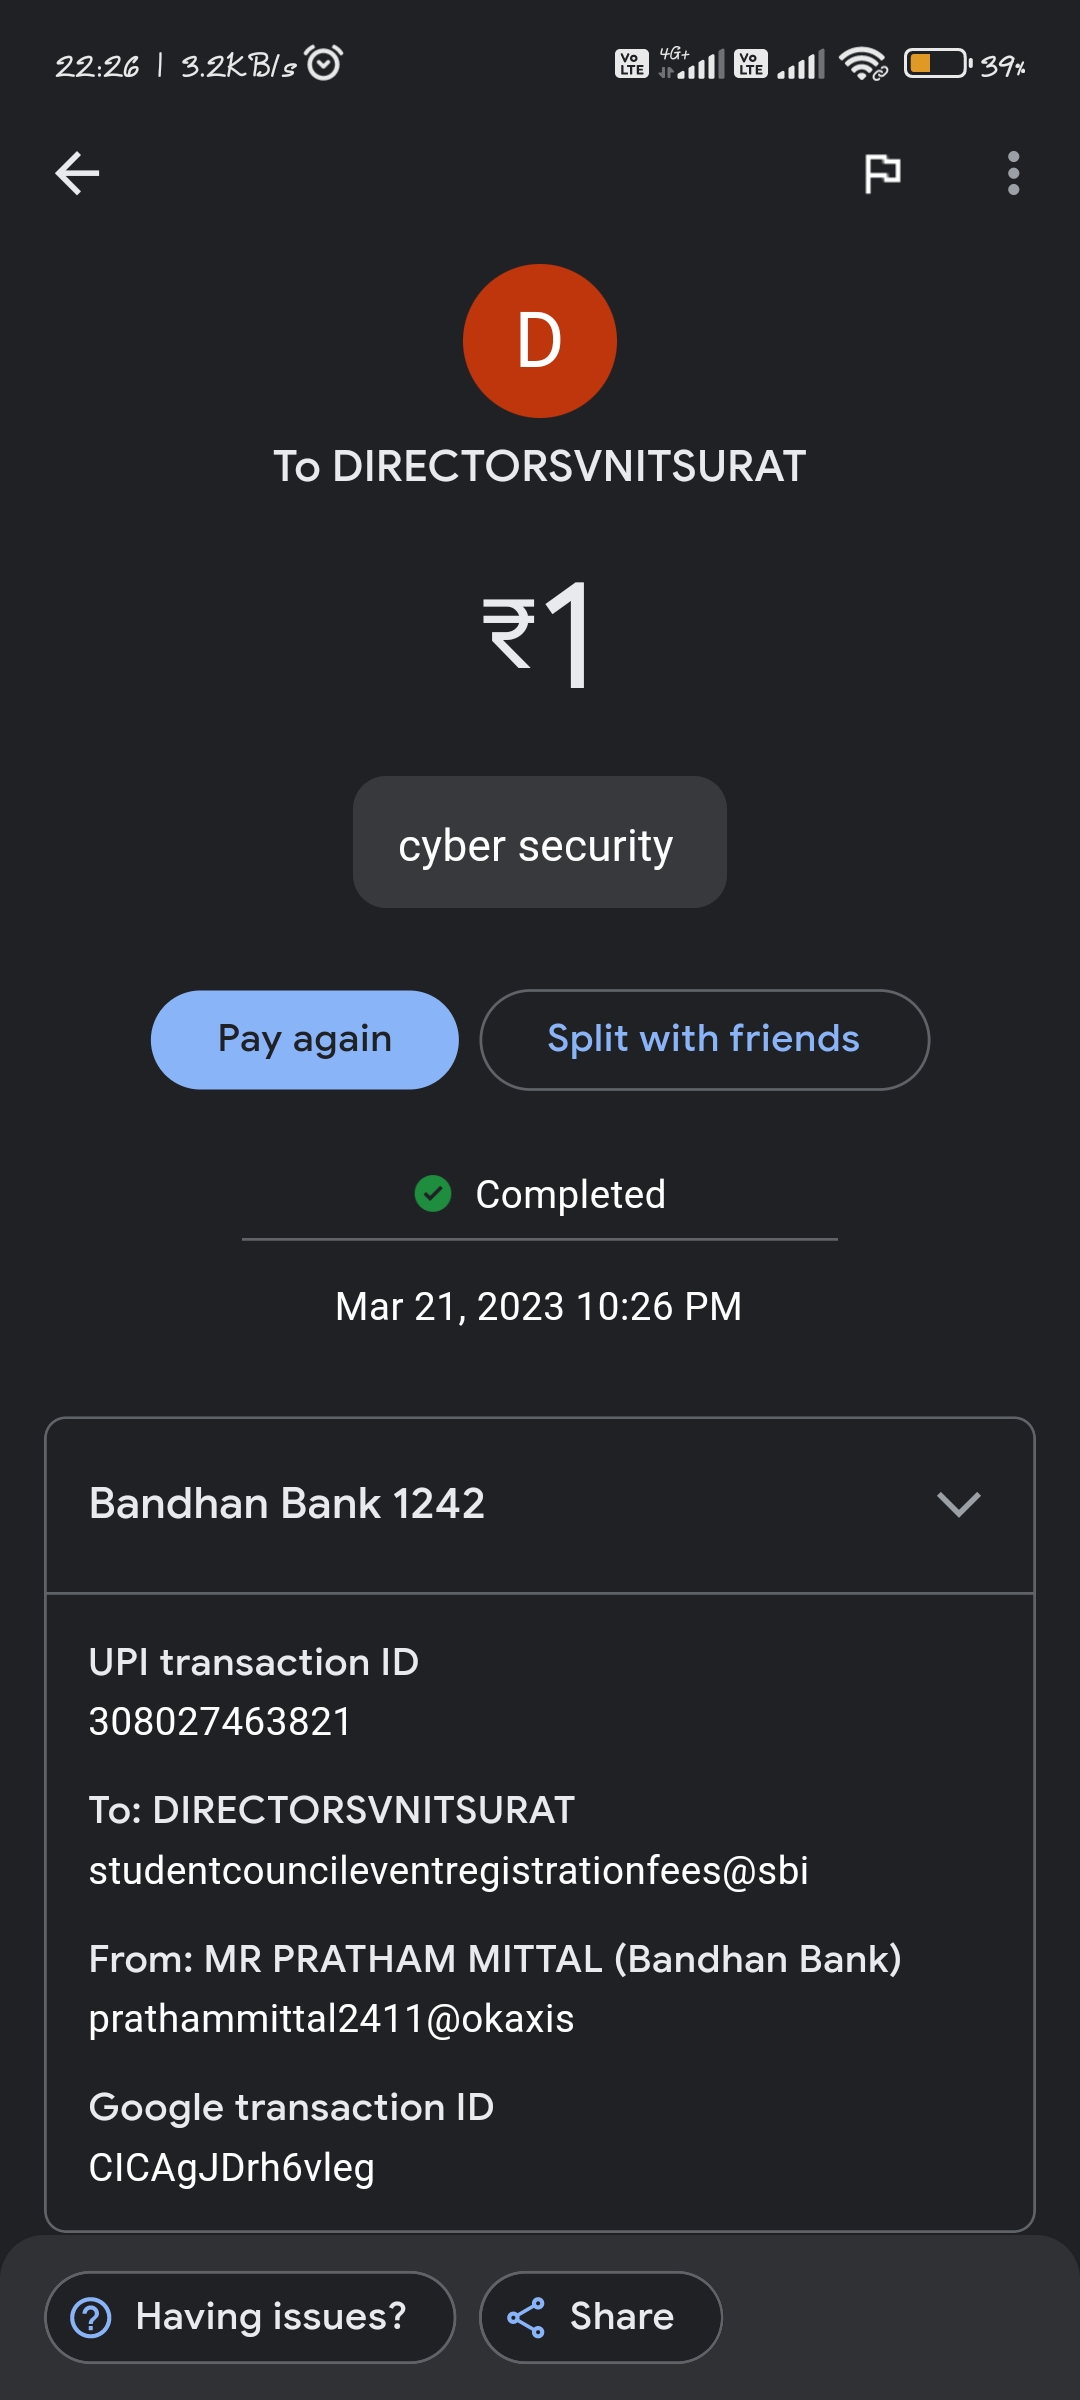 22:26 | 3.2KB/s Vo LTE 4G+ Vo LTE 39%
D
To DIRECTORSVNITSURAT
₹1
cyber security
Pay again Split with friends
Completed
Mar 21, 2023 10:26 PM
Bandhan Bank 1242
UPI transaction ID
308027463821
To: DIRECTORSVNITSURAT
studentcouncileventregistrationfees@sbi
From: MR PRATHAM MITTAL (Bandhan Bank)
prathammittal2411@okaxis
Google transaction ID
CICAgJDrh6vleg
Having issues? Share